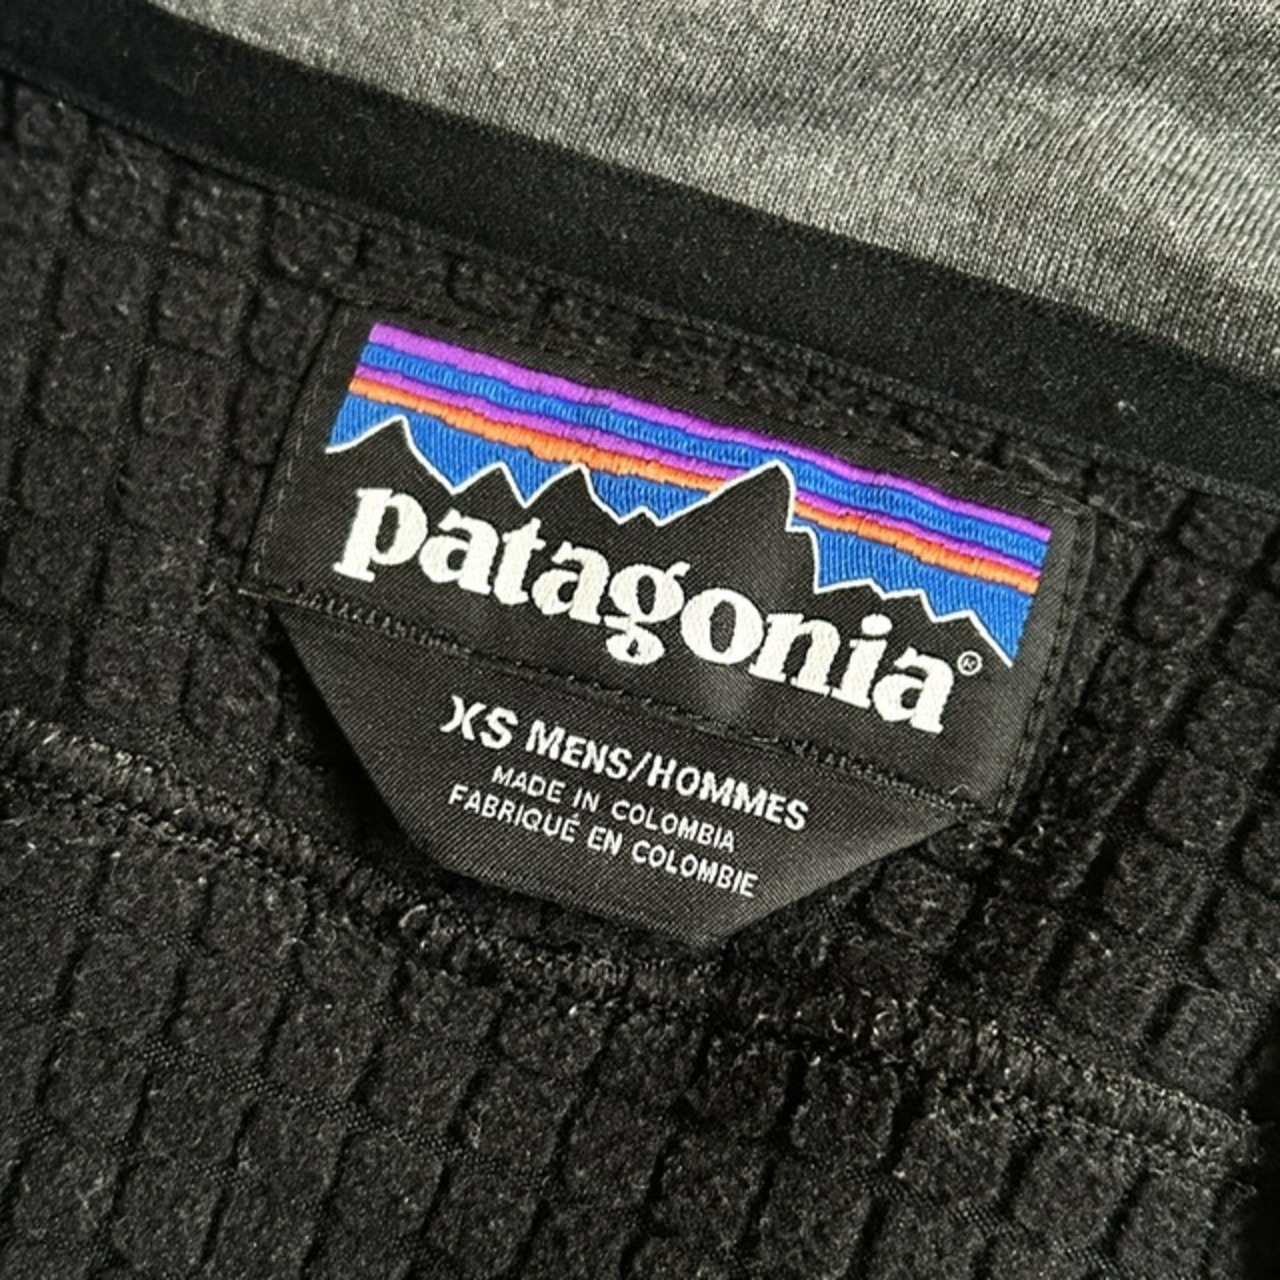 patagonia®
XS MENS/HOMMES
MADE IN COLOMBIA
FABRIQUÉ EN COLOMBIE